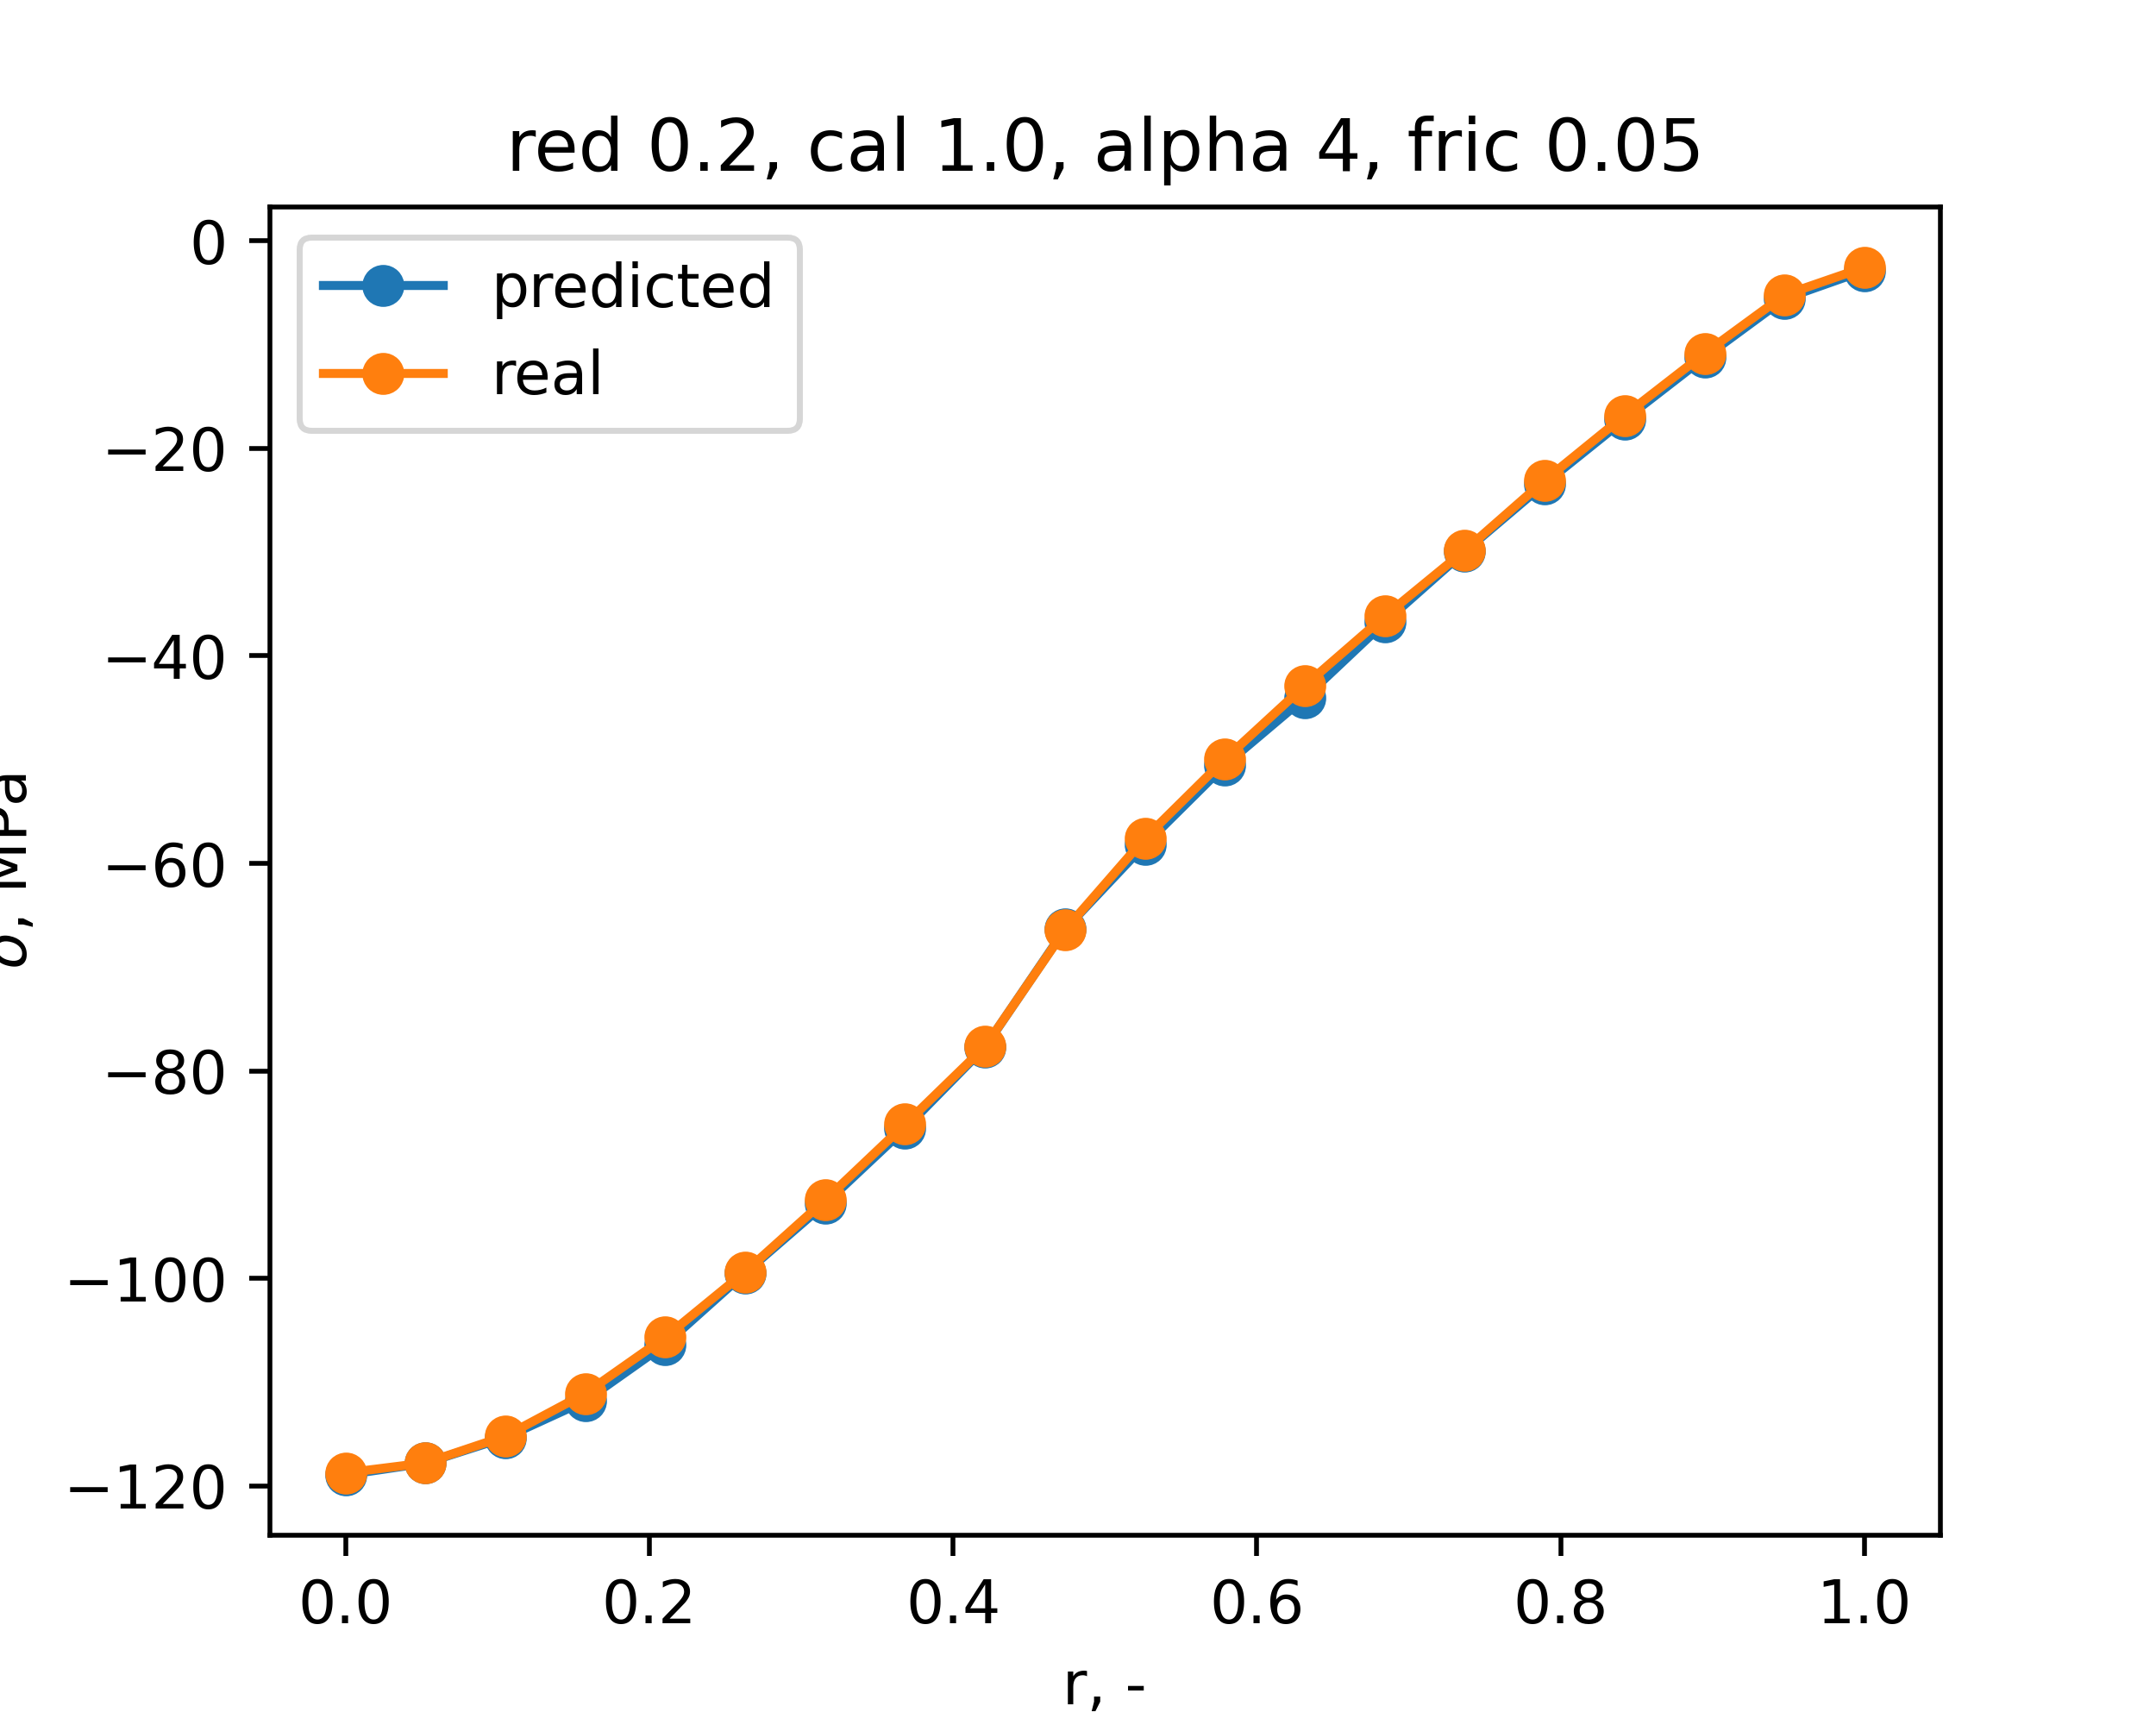 red 0.2, cal 1.0, alpha 4, fric 0.05
predicted
real
0
−20
−40
−60
−80
−100
−120
σ, MPa
0.0 0.2 0.4 0.6 0.8 1.0
r, -